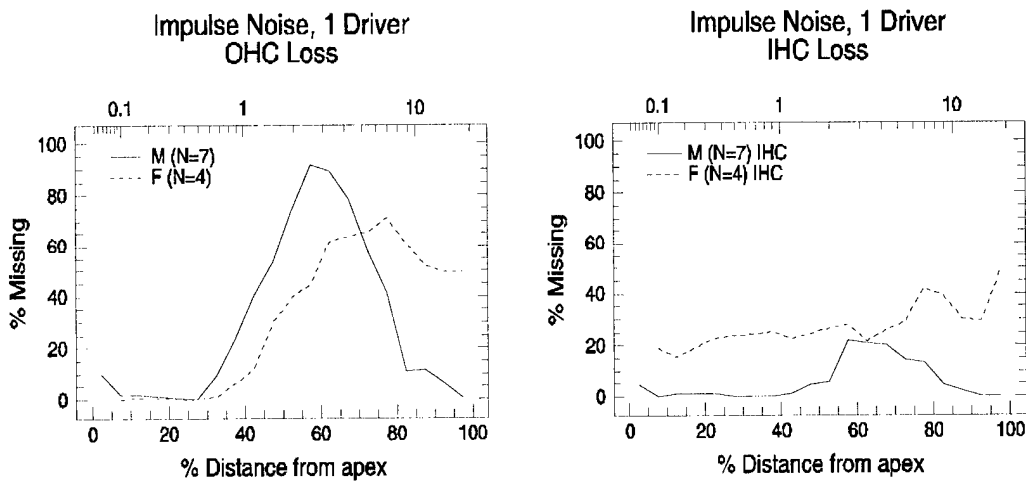 Impulse Noise, 1 Driver
OHC Loss
0.1 1 10
100
80
60
40
20
0
% Missing
M (N=7)
F (N=4)
0 20 40 60 80 100
% Distance from apex
Impulse Noise, 1 Driver
IHC Loss
0.1 1 10
100
80
60
40
20
0
% Missing
M (N=7) IHC
F (N=4) IHC
0 20 40 60 80 100
% Distance from apex